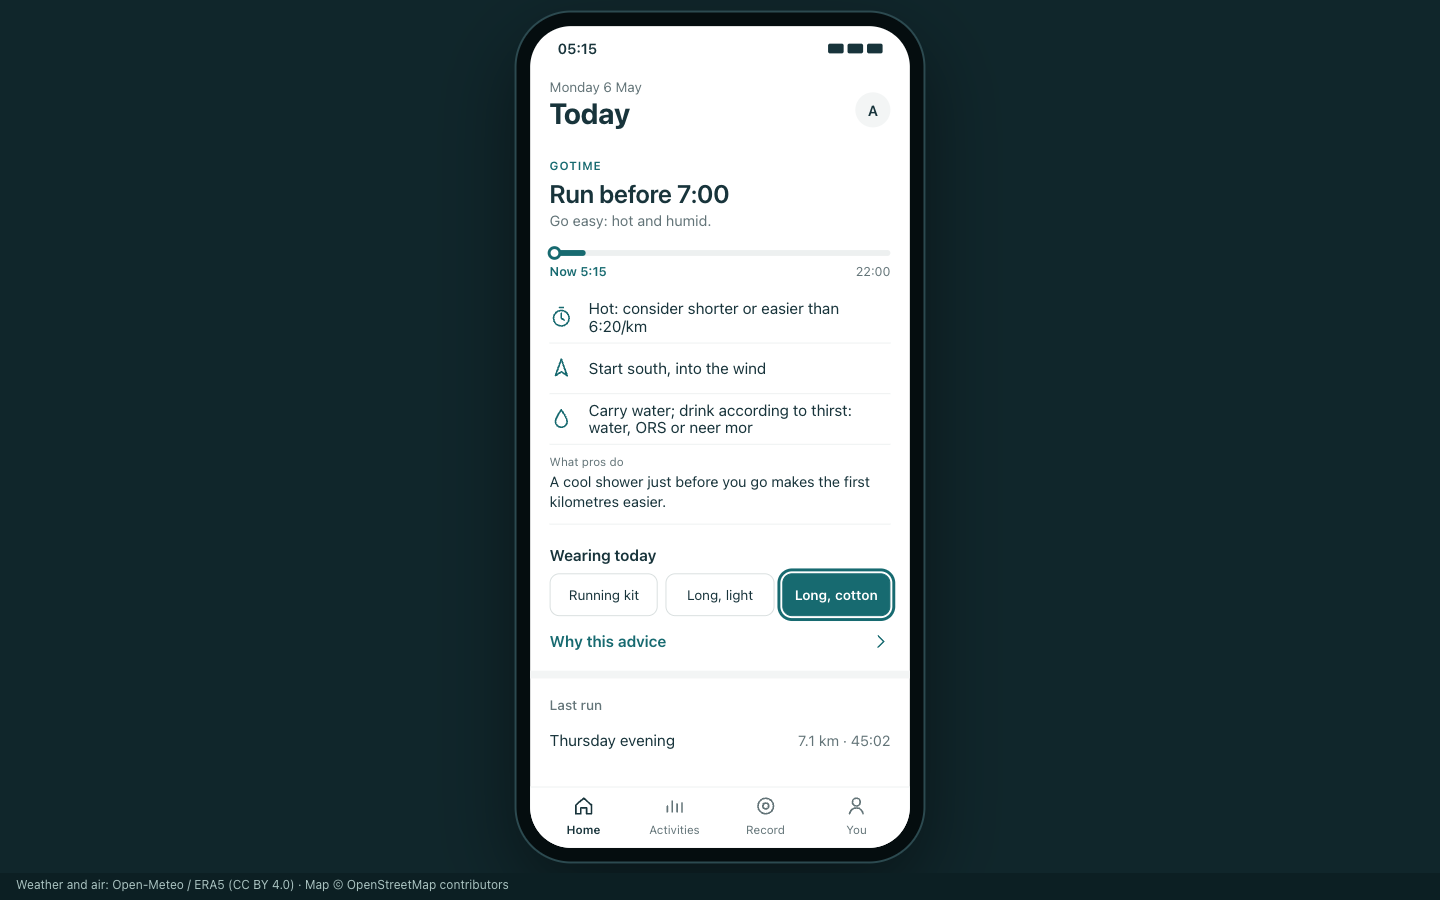 05:15
Monday 6 May
Today
A
GOTIME
Run before 7:00
Go easy: hot and humid.
Now 5:15
22:00
Hot: consider shorter or easier than
6:20/km
Start south, into the wind
Carry water; drink according to thirst:
water, ORS or neer mor
What pros do
A cool shower just before you go makes the first
kilometres easier.
Wearing today
Running kit
Long, light
Long, cotton
Why this advice
Last run
Thursday evening
7.1 km · 45:02
Home
Activities
Record
You
Weather and air: Open-Meteo / ERA5 (CC BY 4.0) · Map © OpenStreetMap contributors